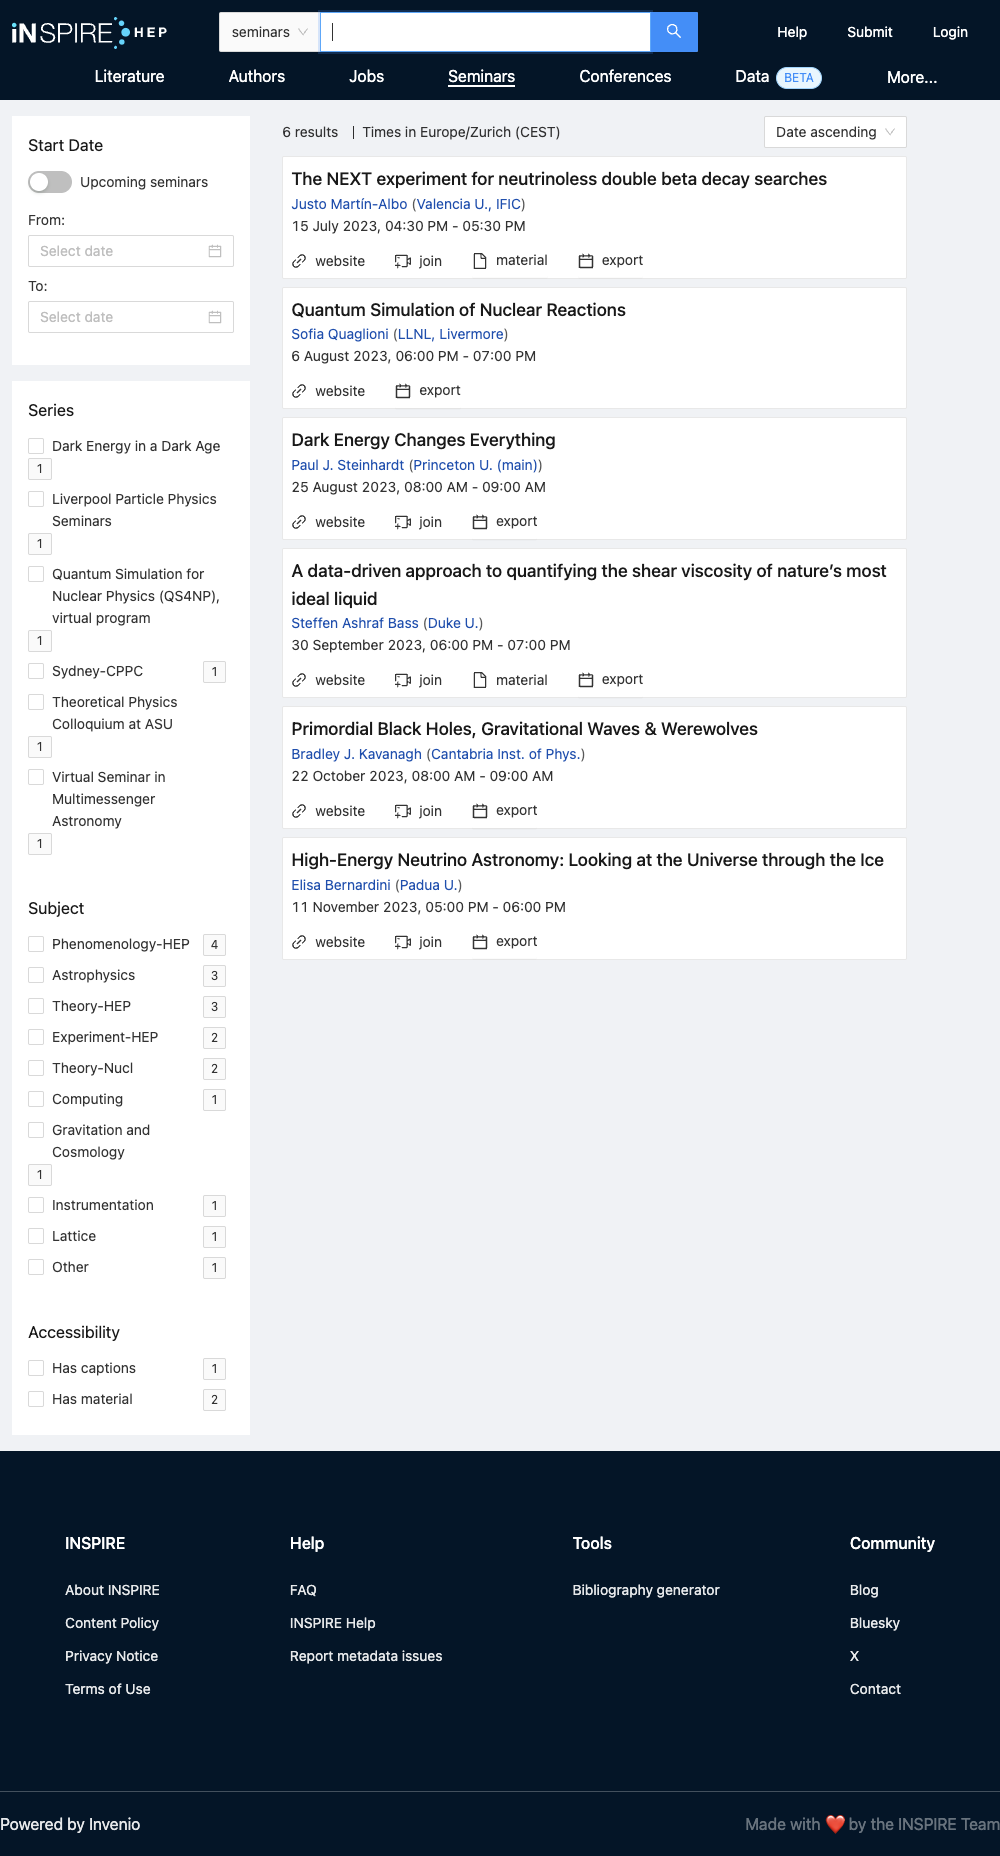 iNSPIRE HEP
seminars
Help
Submit
Login
Literature
Authors
Jobs
Seminars
Conferences
Data BETA
More...
Start Date
Upcoming seminars
From:
Select date
To:
Select date
Series
Dark Energy in a Dark Age
1
Liverpool Particle Physics
Seminars
1
Quantum Simulation for
Nuclear Physics (QS4NP),
virtual program
1
Sydney-CPPC 1
Theoretical Physics
Colloquium at ASU
1
Virtual Seminar in
Multimessenger
Astronomy
1
Subject
Phenomenology-HEP 4
Astrophysics 3
Theory-HEP 3
Experiment-HEP 2
Theory-Nucl 2
Computing 1
Gravitation and
Cosmology
1
Instrumentation 1
Lattice 1
Other 1
Accessibility
Has captions 1
Has material 2
6 results | Times in Europe/Zurich (CEST)
Date ascending
The NEXT experiment for neutrinoless double beta decay searches
Justo Martín-Albo (Valencia U., IFIC)
15 July 2023, 04:30 PM - 05:30 PM
website join material export
Quantum Simulation of Nuclear Reactions
Sofia Quaglioni (LLNL, Livermore)
6 August 2023, 06:00 PM - 07:00 PM
website export
Dark Energy Changes Everything
Paul J. Steinhardt (Princeton U. (main))
25 August 2023, 08:00 AM - 09:00 AM
website join export
A data-driven approach to quantifying the shear viscosity of nature’s most
ideal liquid
Steffen Ashraf Bass (Duke U.)
30 September 2023, 06:00 PM - 07:00 PM
website join material export
Primordial Black Holes, Gravitational Waves & Werewolves
Bradley J. Kavanagh (Cantabria Inst. of Phys.)
22 October 2023, 08:00 AM - 09:00 AM
website join export
High-Energy Neutrino Astronomy: Looking at the Universe through the Ice
Elisa Bernardini (Padua U.)
11 November 2023, 05:00 PM - 06:00 PM
website join export
INSPIRE
About INSPIRE
Content Policy
Privacy Notice
Terms of Use
Help
FAQ
INSPIRE Help
Report metadata issues
Tools
Bibliography generator
Community
Blog
Bluesky
X
Contact
Powered by Invenio
Made with ❤️ by the INSPIRE Team